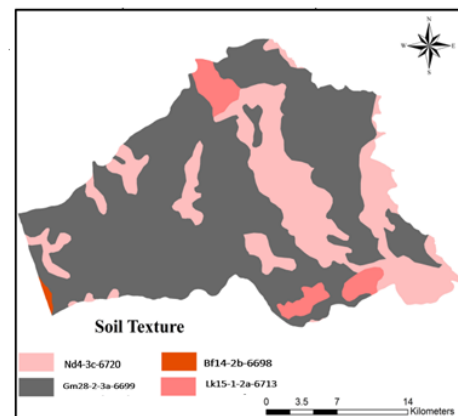 N
W E
S
Soil Texture
Nd4-3c-6720 Bf14-2b-6698
Gm28-2-3a-6699 Lk15-1-2a-6713
0 3.5 7 14
Kilometers